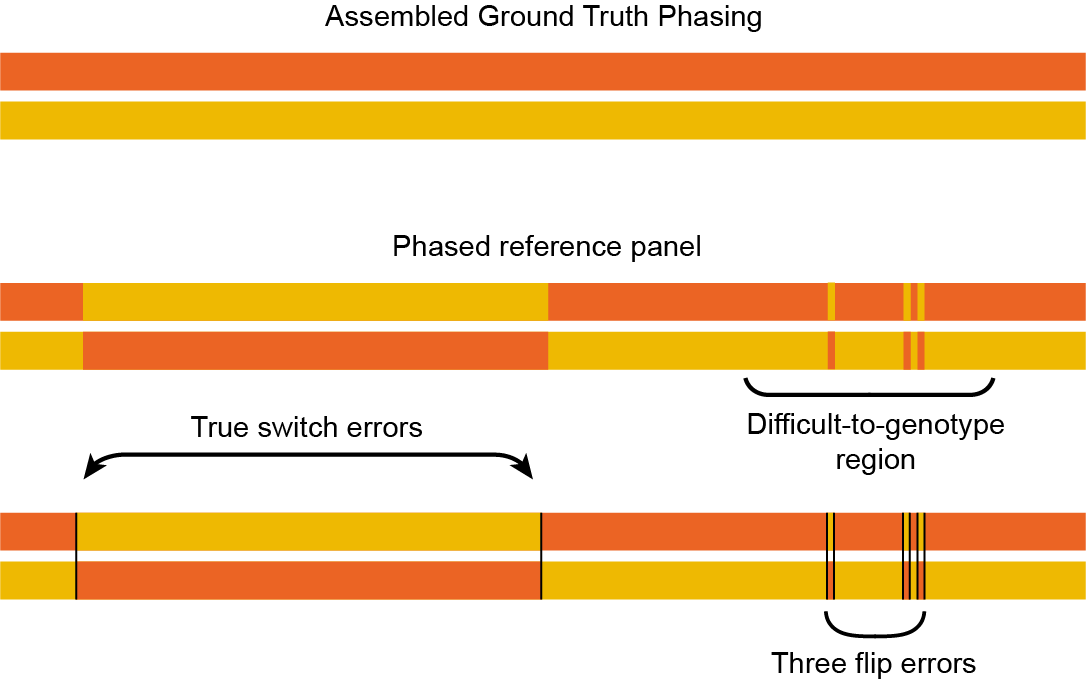 Assembled Ground Truth Phasing
Phased reference panel
True switch errors
Difficult-to-genotype
region
Three flip errors